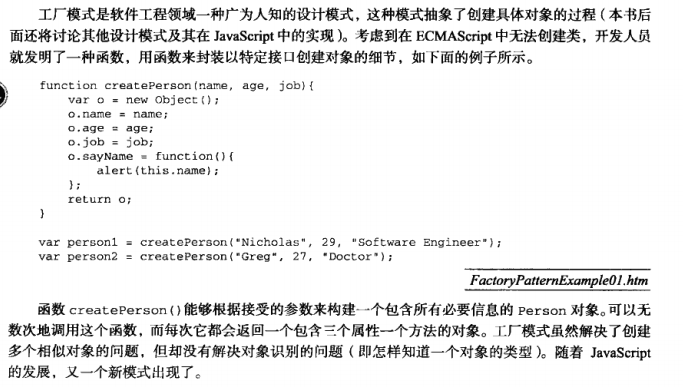 工厂模式是软件工程领域一种广为人知的设计模式，这种模式抽象了创建具体对象的过程（本书后
面还将讨论其他设计模式及其在 JavaScript 中的实现）。考虑到在 ECMAScript 中无法创建类，开发人员
就发明了一种函数，用函数来封装以特定接口创建对象的细节，如下面的例子所示。
function createPerson(name, age, job){
var o = new Object();
o.name = name;
o.age = age;
o.job = job;
o.sayName = function(){
alert(this.name);
};
return o;
}
var person1 = createPerson("Nicholas", 29, "Software Engineer");
var person2 = createPerson("Greg", 27, "Doctor");
FactoryPatternExample01.htm
函数 createPerson()能够根据接受的参数来构建一个包含所有必要信息的 Person 对象。可以无
数次地调用这个函数，而每次它都会返回一个包含三个属性一个方法的对象。工厂模式虽然解决了创建
多个相似对象的问题，但却没有解决对象识别的问题（即怎样知道一个对象的类型）。随着 JavaScript
的发展，又一个新模式出现了。